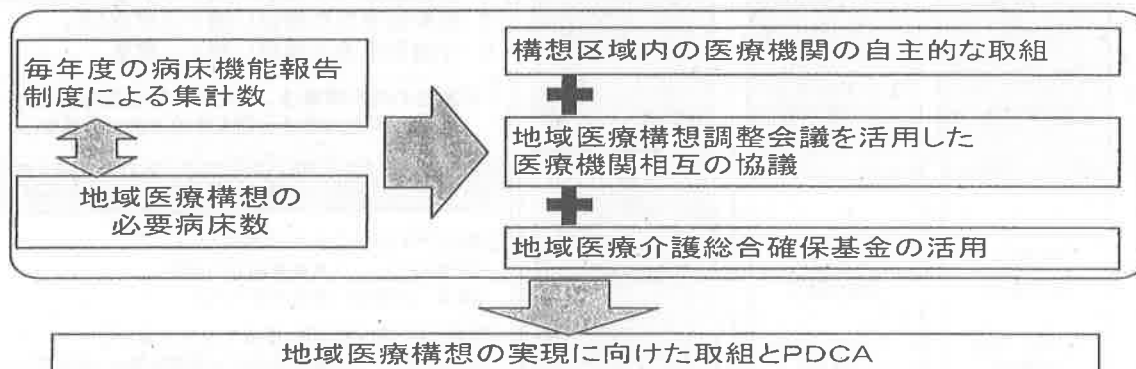 毎年度の病床機能報告
制度による集計数
地域医療構想の
必要病床数
構想区域内の医療機関の自主的な取組
地域医療構想調整会議を活用した
医療機関相互の協議
地域医療介護総合確保基金の活用
地域医療構想の実現に向けた取組とPDCA